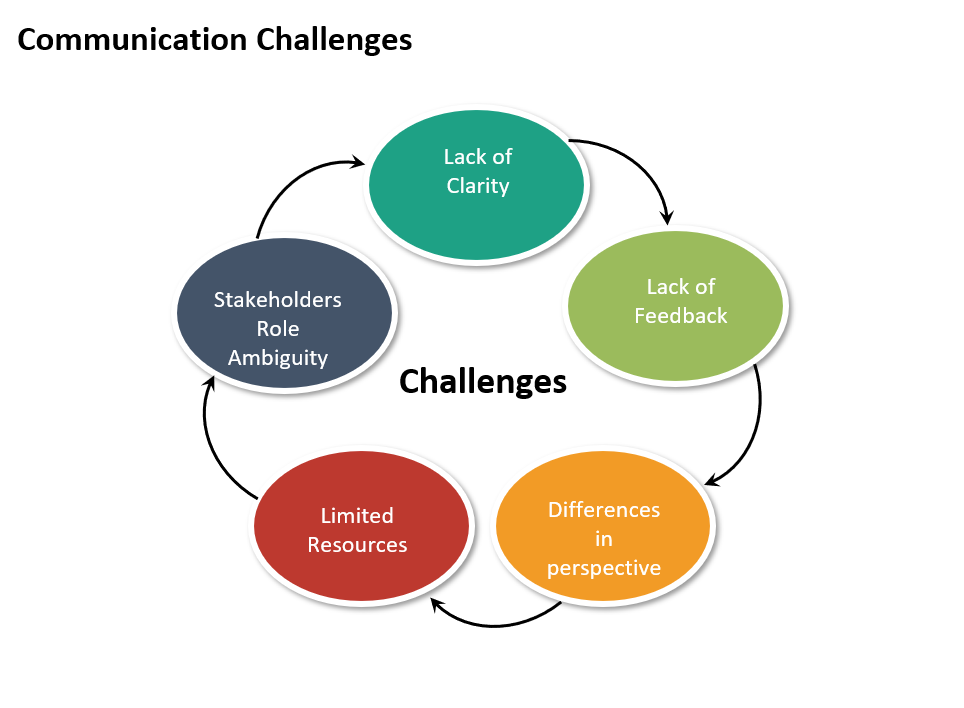 Communication Challenges
Lack of
Clarity
Lack of
Feedback
Stakeholders
Role
Ambiguity
Challenges
Limited
Resources
Differences
in
perspective